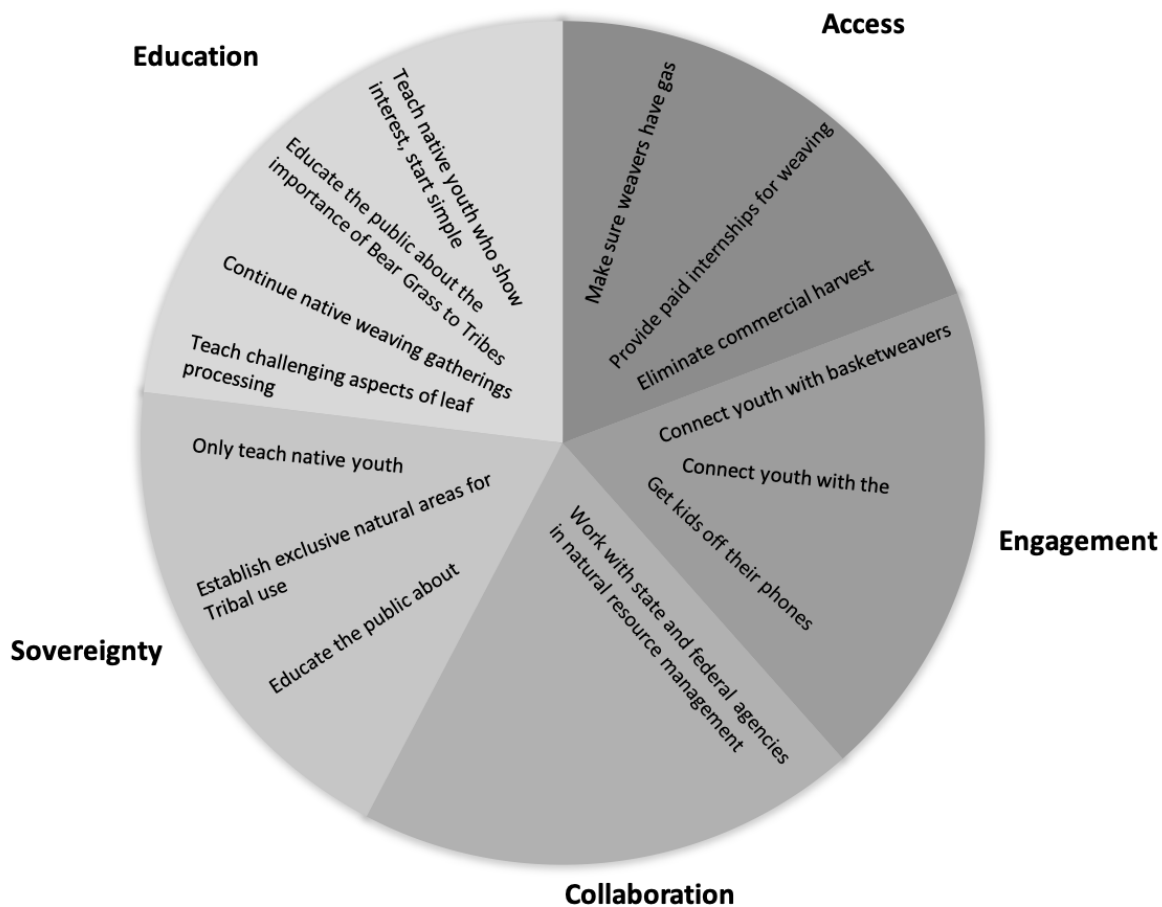 Access
Make sure weavers have gas
Provide paid internships for weaving
Eliminate commercial harvest
Engagement
Connect youth with basketweavers
Connect youth with the
Get kids off their phones
Collaboration
Work with state and federal agencies
in natural resource management
Sovereignty
Only teach native youth
Establish exclusive natural areas for
Tribal use
Educate the public about
Education
Teach native youth who show
interest, start simple
Educate the public about the
importance of Bear Grass to Tribes
Continue native weaving gatherings
Teach challenging aspects of leaf
processing